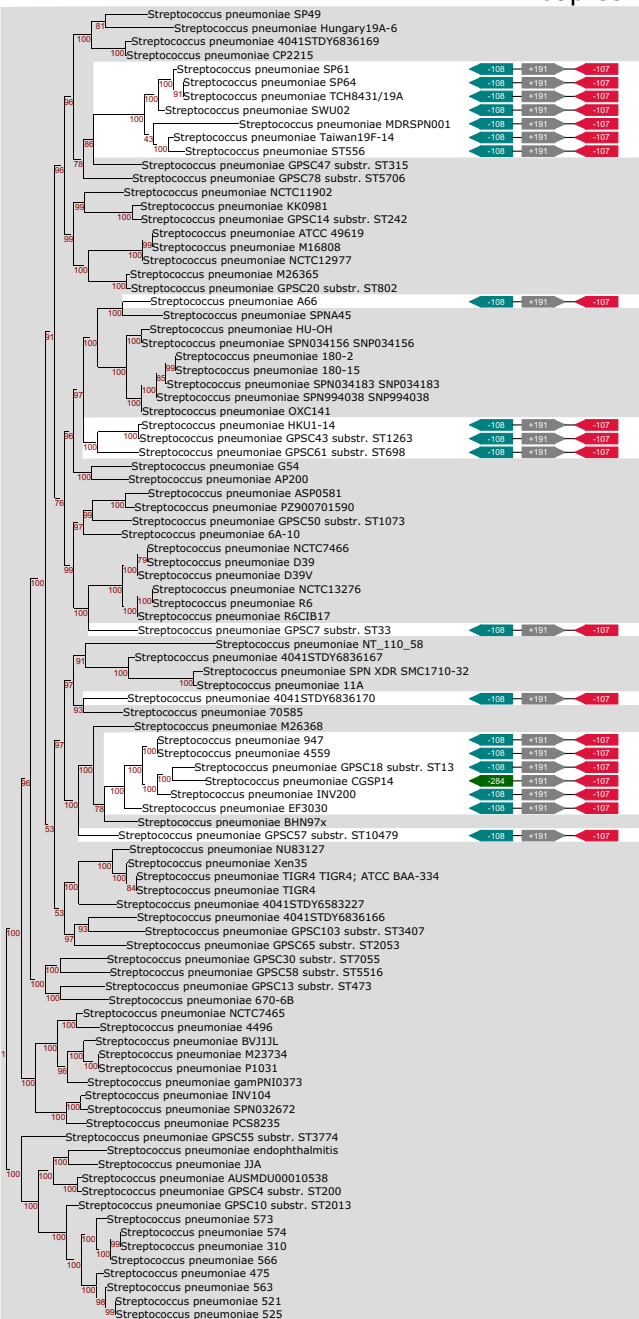 Streptococcus pneumoniae SP49
Streptococcus pneumoniae Hungary19A-6
Streptococcus pneumoniae 4041STDY6836169
Streptococcus pneumoniae CP2215
Streptococcus pneumoniae SP61 -108 +191 -107
Streptococcus pneumoniae SP64 -108 +191 -107
Streptococcus pneumoniae TCH8431/19A -108 +191 -107
Streptococcus pneumoniae SWU02 -108 +191 -107
Streptococcus pneumoniae MDRSPN001 -108 +191 -107
Streptococcus pneumoniae Taiwan19F-14 -108 +191 -107
Streptococcus pneumoniae ST556 -108 +191 -107
Streptococcus pneumoniae GPSC47 substr. ST315
Streptococcus pneumoniae GPSC78 substr. ST5706
Streptococcus pneumoniae NCTC11902
Streptococcus pneumoniae KK0981
Streptococcus pneumoniae GPSC14 substr. ST242
Streptococcus pneumoniae ATCC 49619
Streptococcus pneumoniae M16808
Streptococcus pneumoniae NCTC12977
Streptococcus pneumoniae M26365
Streptococcus pneumoniae GPSC20 substr. ST802
Streptococcus pneumoniae A66 -108 +191 -107
Streptococcus pneumoniae SPNA45
Streptococcus pneumoniae HU-OH
Streptococcus pneumoniae SPN034156 SNP034156
Streptococcus pneumoniae 180-2
Streptococcus pneumoniae 180-15
Streptococcus pneumoniae SPN034183 SNP034183
Streptococcus pneumoniae SPN994038 SNP994038
Streptococcus pneumoniae OXC141
Streptococcus pneumoniae HKU1-14 -108 +191 -107
Streptococcus pneumoniae GPSC43 substr. ST1263 -108 +191 -107
Streptococcus pneumoniae GPSC61 substr. ST698 -108 +191 -107
Streptococcus pneumoniae G54
Streptococcus pneumoniae AP200
Streptococcus pneumoniae ASP0581
Streptococcus pneumoniae PZ900701590
Streptococcus pneumoniae GPSC50 substr. ST1073
Streptococcus pneumoniae 6A-10
Streptococcus pneumoniae NCTC7466
Streptococcus pneumoniae D39
Streptococcus pneumoniae D39V
Streptococcus pneumoniae NCTC13276
Streptococcus pneumoniae R6
Streptococcus pneumoniae R6CIB17
Streptococcus pneumoniae GPSC7 substr. ST33 -108 +191 -107
Streptococcus pneumoniae NT_110_58
Streptococcus pneumoniae 4041STDY6836167
Streptococcus pneumoniae SPN XDR SMC1710-32
Streptococcus pneumoniae 11A
Streptococcus pneumoniae 4041STDY6836170 -108 +191 -107
Streptococcus pneumoniae 70585
Streptococcus pneumoniae M26368
Streptococcus pneumoniae 947 -108 +191 -107
Streptococcus pneumoniae 4559 -108 +191 -107
Streptococcus pneumoniae GPSC18 substr. ST13 -108 +191 -107
Streptococcus pneumoniae CGSP14 -284 +191 -107
Streptococcus pneumoniae INV200 -108 +191 -107
Streptococcus pneumoniae EF3030 -108 +191 -107
Streptococcus pneumoniae BHN97x
Streptococcus pneumoniae GPSC57 substr. ST10479 -108 +191 -107
Streptococcus pneumoniae NU83127
Streptococcus pneumoniae Xen35
Streptococcus pneumoniae TIGR4 TIGR4; ATCC BAA-334
Streptococcus pneumoniae TIGR4
Streptococcus pneumoniae 4041STDY6583227
Streptococcus pneumoniae 4041STDY6836166
Streptococcus pneumoniae GPSC103 substr. ST3407
Streptococcus pneumoniae GPSC65 substr. ST2053
Streptococcus pneumoniae GPSC30 substr. ST7055
Streptococcus pneumoniae GPSC58 substr. ST5516
Streptococcus pneumoniae GPSC13 substr. ST473
Streptococcus pneumoniae 670-6B
Streptococcus pneumoniae NCTC7465
Streptococcus pneumoniae 4496
Streptococcus pneumoniae BVJ1JL
Streptococcus pneumoniae M23734
Streptococcus pneumoniae P1031
Streptococcus pneumoniae gamPNI0373
Streptococcus pneumoniae INV104
Streptococcus pneumoniae SPN032672
Streptococcus pneumoniae PCS8235
Streptococcus pneumoniae GPSC55 substr. ST3774
Streptococcus pneumoniae endophthalmitis
Streptococcus pneumoniae JJA
Streptococcus pneumoniae AUSMDU00010538
Streptococcus pneumoniae GPSC4 substr. ST200
Streptococcus pneumoniae GPSC10 substr. ST2013
Streptococcus pneumoniae 573
Streptococcus pneumoniae 574
Streptococcus pneumoniae 310
Streptococcus pneumoniae 566
Streptococcus pneumoniae 475
Streptococcus pneumoniae 563
Streptococcus pneumoniae 521
Streptococcus pneumoniae 525